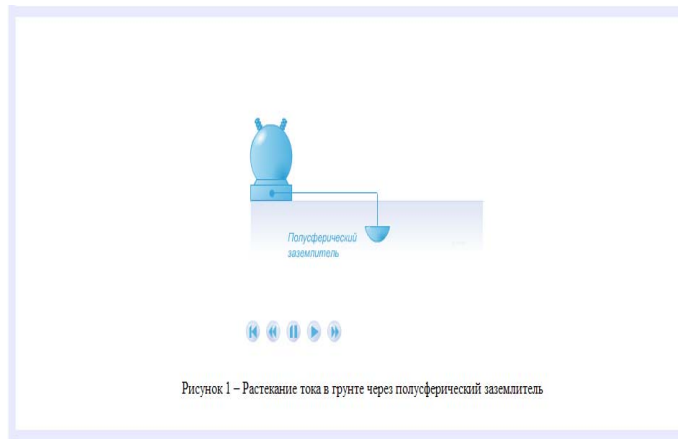 Полусферический
заземлитель
Рисунок 1 – Растекание тока в грунте через полусферический заземлитель